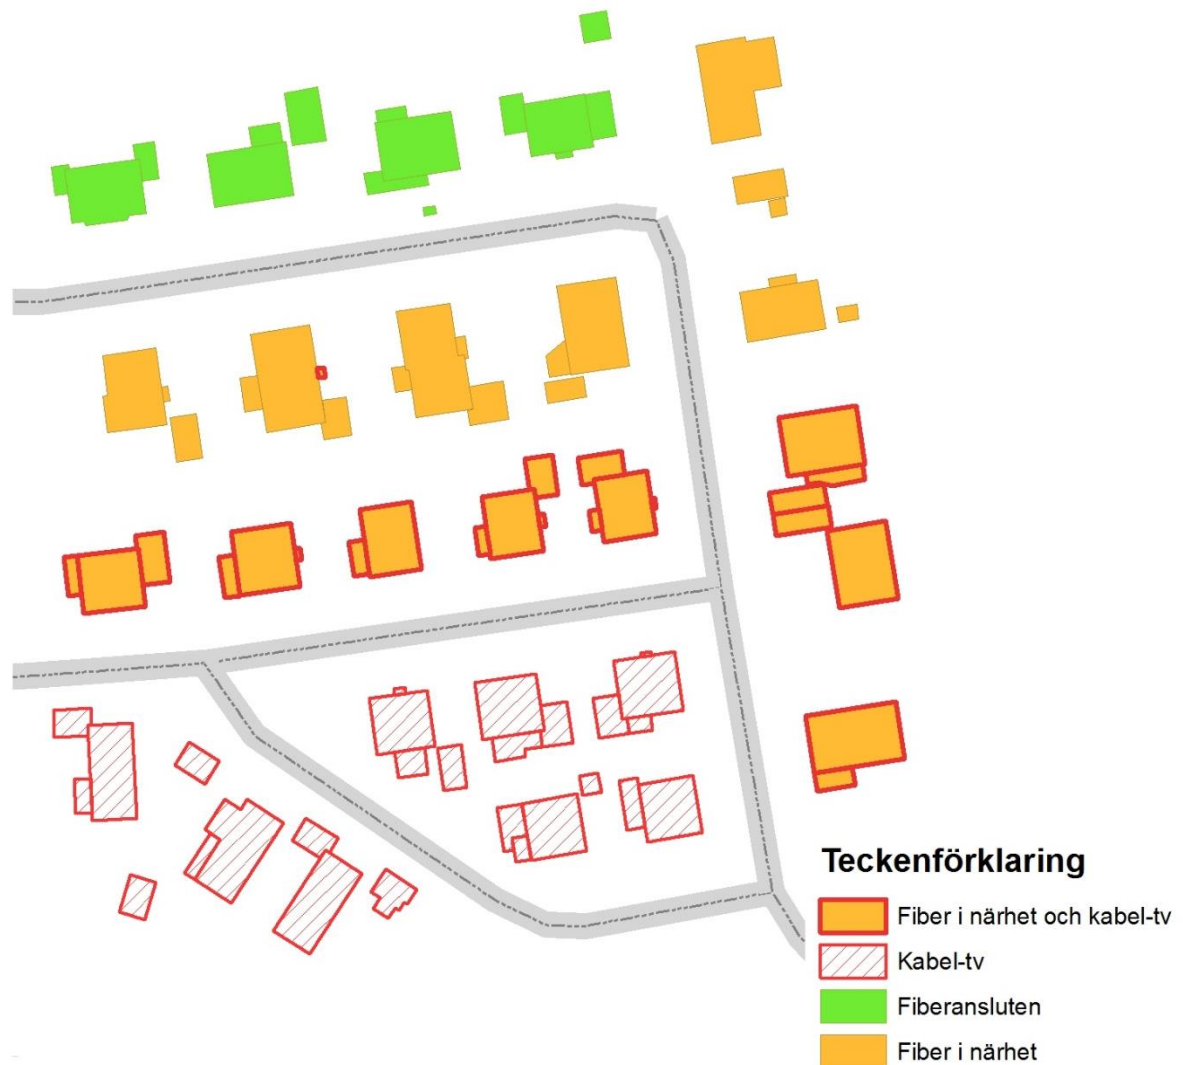 Teckenförklaring
Fiber i närhet och kabel-tv
Kabel-tv
Fiberansluten
Fiber i närhet